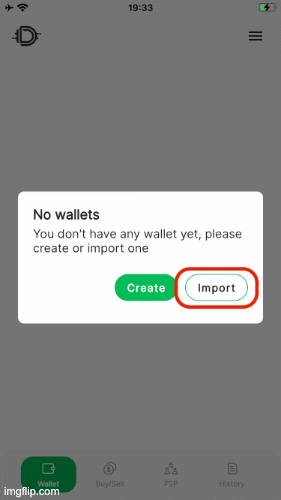 19:33
No wallets
You don't have any wallet yet, please
create or import one
Create
Import
Wallet
Buy/Sell
P2P
History
imgflip.com